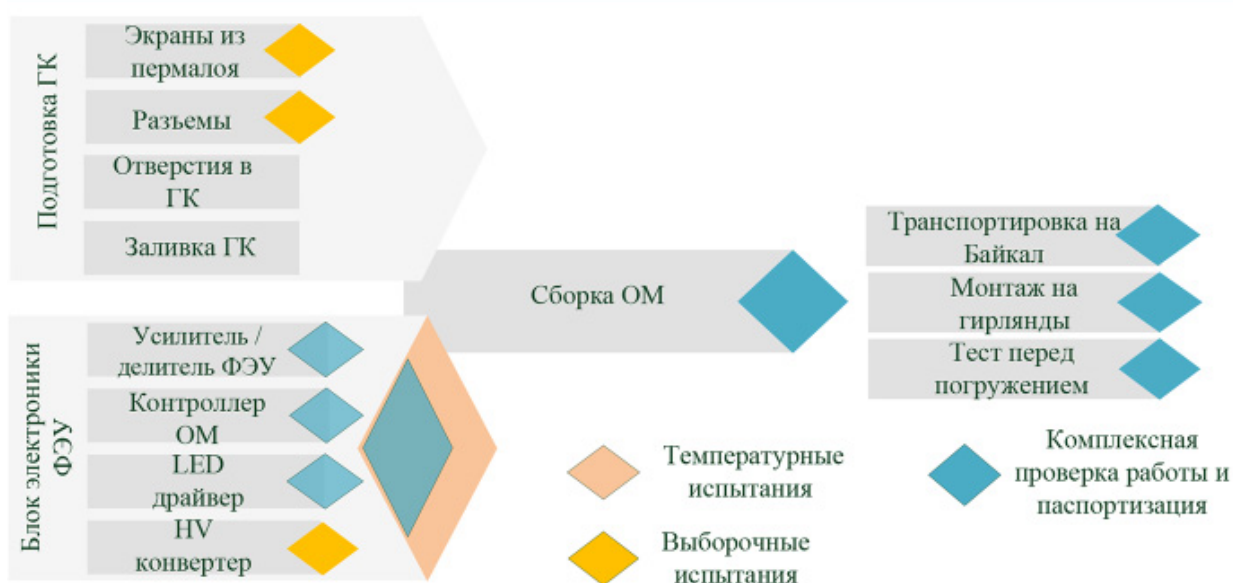 Подготовка ГК
Экраны из
пермалоя
Разъемы
Отверстия в
ГК
Заливка ГК
Блок электроники
ФЭУ
Усилитель /
делитель ФЭУ
Контроллер
ОМ
LED
драйвер
HV
конвертер
Сборка ОМ
Транспортировка на
Байкал
Монтаж на
гирлянды
Тест перед
погружением
Температурные
испытания
Выборочные
испытания
Комплексная
проверка работы и
паспортизация